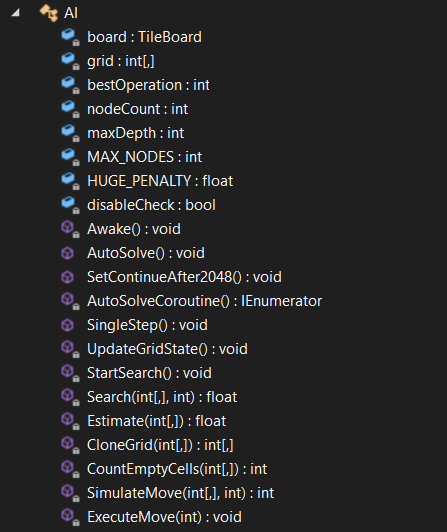 AI
board : TileBoard
grid : int[,]
bestOperation : int
nodeCount : int
maxDepth : int
MAX_NODES : int
HUGE_PENALTY : float
disableCheck : bool
Awake() : void
AutoSolve() : void
SetContinueAfter2048() : void
AutoSolveCoroutine() : IEnumerator
SingleStep() : void
UpdateGridState() : void
StartSearch() : void
Search(int[,], int) : float
Estimate(int[,]) : float
CloneGrid(int[,]) : int[,]
CountEmptyCells(int[,]) : int
SimulateMove(int[,], int) : int
ExecuteMove(int) : void